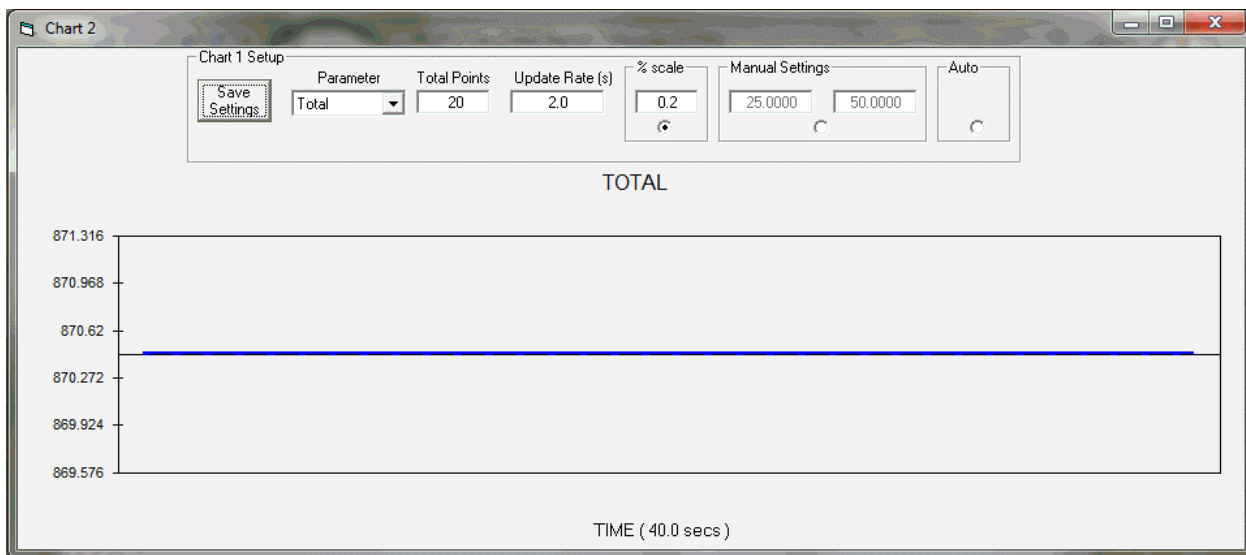 Chart 2
Chart 1 Setup
Save
Settings
Parameter
Total
Total Points
20
Update Rate (s)
2.0
% scale
0.2
Manual Settings
25.0000 50.0000
Auto
TOTAL
871.316
870.968
870.62
870.272
869.924
869.576
TIME ( 40.0 secs )